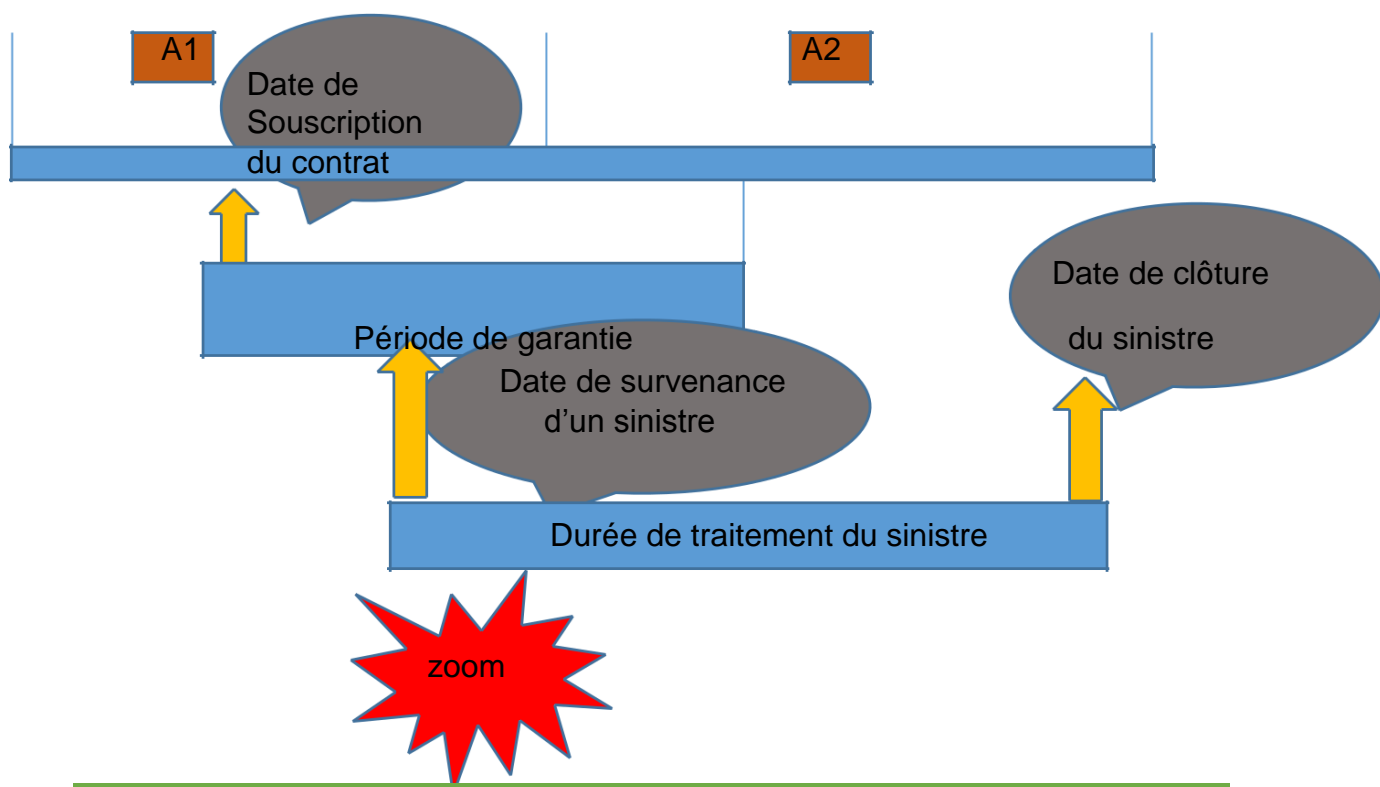 A1
A2
Date de
Souscription
du contrat
Date de clôture
du sinistre
Période de garantie
Date de survenance
d’un sinistre
Durée de traitement du sinistre
zoom